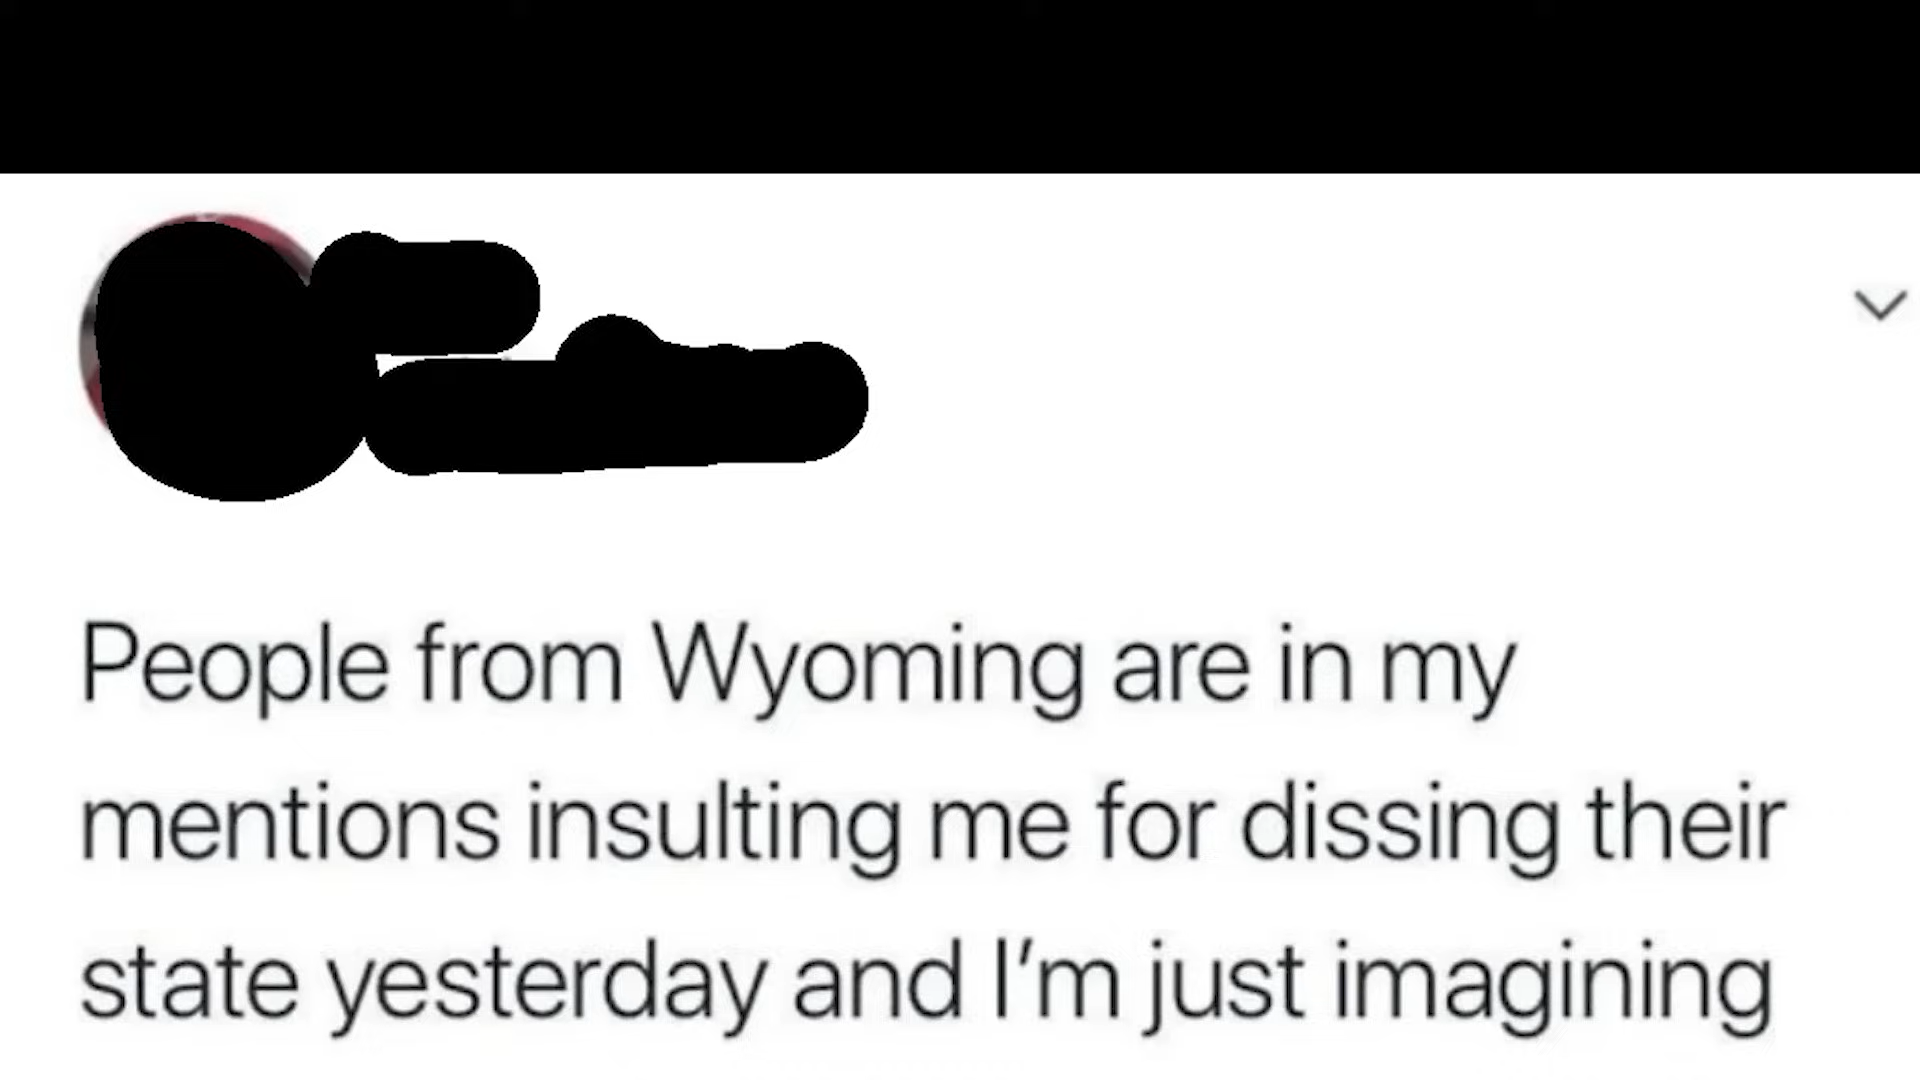 People from Wyoming are in my
mentions insulting me for dissing their
state yesterday and I'm just imagining